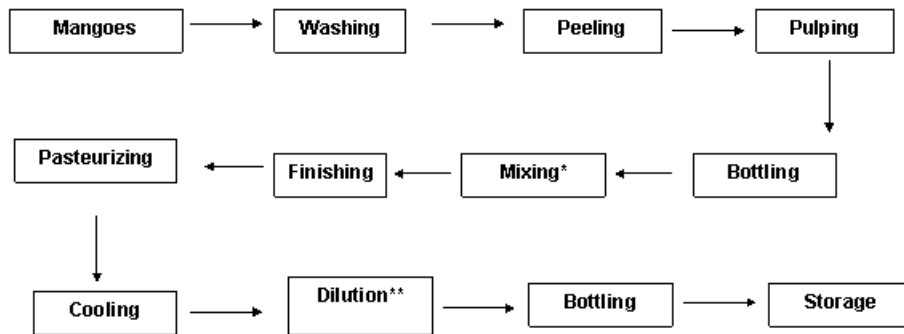 Mangoes
Washing
Peeling
Pulping
Bottling
Mixing*
Finishing
Pasteurizing
Cooling
Dilution**
Bottling
Storage